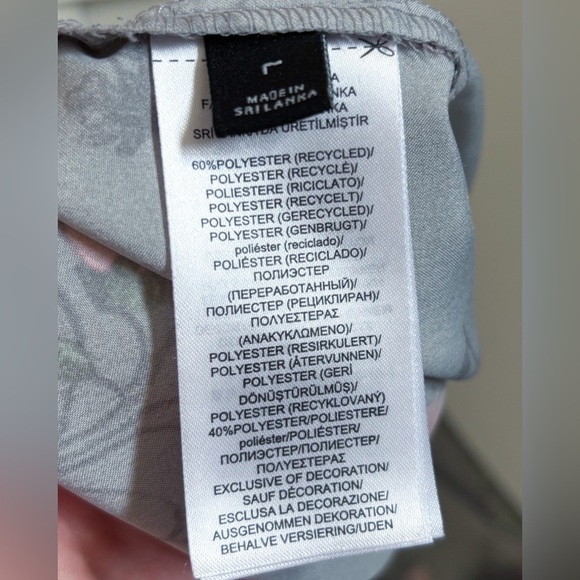 L
MADE IN
SRI LANKA
SRİ LANKA'DA ÜRETİLMİŞTİR
60%POLYESTER (RECYCLED)/
POLYESTER (RECYCLÉ)/
POLIESTERE (RICICLATO)/
POLYESTER (RECYCELT)/
POLYESTER (GERECYCLED)/
POLYESTER (GENBRUGT)/
poliéster (reciclado)/
POLIÉSTER (RECICLADO)/
ПОЛИЭСТЕР
(ПЕРЕРАБОТАННЫЙ)/
ПОЛИЕСТЕР (РЕЦИКЛИРАН)/
ΠΟΛΥΕΣΤΕΡΑΣ
(ΑΝΑΚΥΚΛΩΜΕΝΟ)/
POLYESTER (RESIRKULERT)/
POLYESTER (ÅTERVUNNEN)/
POLYESTER (GERİ
DÖNÜŞTÜRÜLMÜŞ)/
POLYESTER (RECYKLOVANÝ)
40%POLYESTER/POLIESTERE/
poliéster/POLIÉSTER/
ПОЛИЭСТЕР/ПОЛИЕСТЕР/
ΠΟΛΥΕΣΤΕΡΑΣ
EXCLUSIVE OF DECORATION/
SAUF DÉCORATION/
ESCLUSA LA DECORAZIONE/
AUSGENOMMEN DEKORATION/
BEHALVE VERSIERING/UDEN